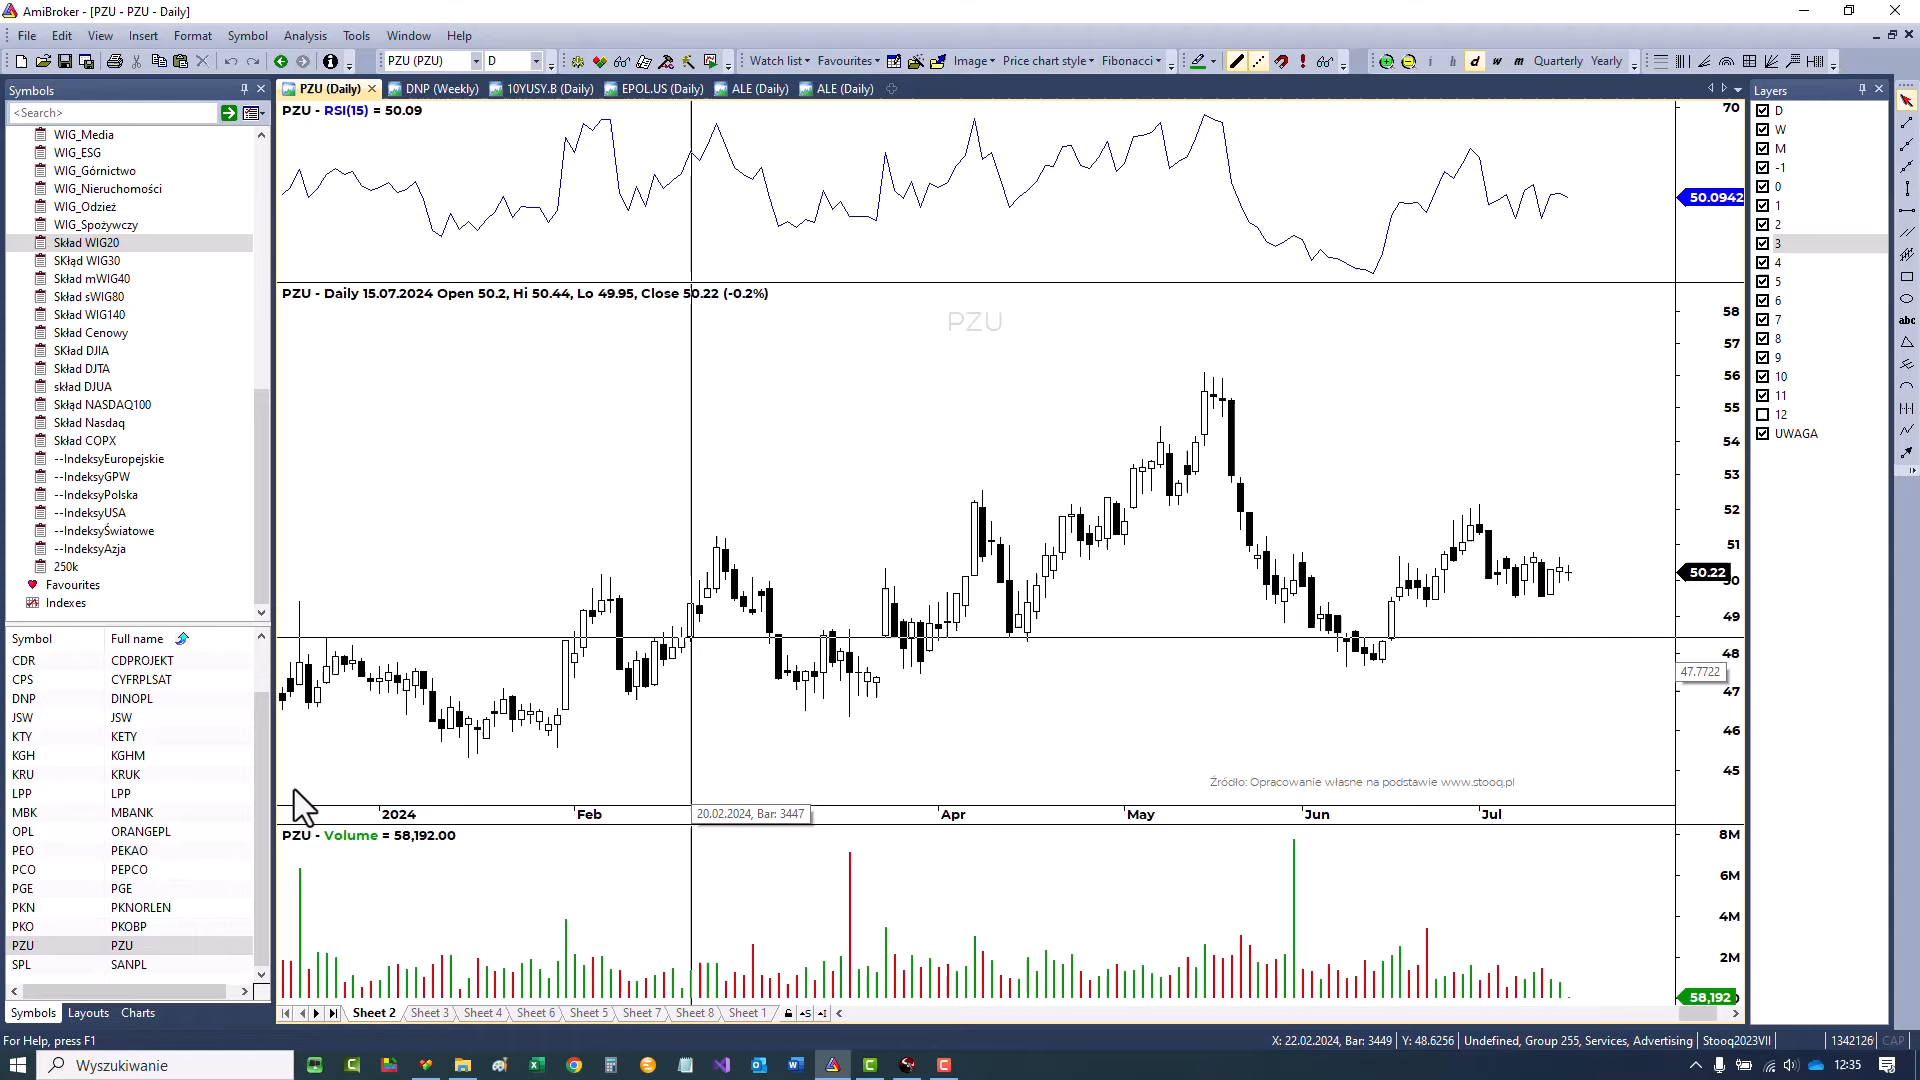 AmiBroker - [PZU - PZU - Daily]
File Edit View Insert Format Symbol Analysis Tools Window Help
PZU (PZU) D Watch list Favourites Image Price chart style Fibonacci i h d w m Quarterly Yearly
Symbols
<Search>
WIG_Media
WIG_ESG
WIG_Górnictwo
WIG_Nieruchomości
WIG_Odzież
WIG_Spożywczy
Skład WIG20
SKłąd WIG30
Skład mWIG40
Skład sWIG80
Skład WIG140
Skład Cenowy
SKład DJIA
Skład DJTA
skład DJUA
Skłąd NASDAQ100
Skład Nasdaq
Skład COPX
--IndeksyEuropejskie
--IndeksyGPW
--IndeksyPolska
--IndeksyUSA
--IndeksyŚwiatowe
--IndeksyAzja
250k
Favourites
Indexes
Symbol Full name
CDR CDPROJEKT
CPS CYFRPLSAT
DNP DINOPL
JSW JSW
KTY KETY
KGH KGHM
KRU KRUK
LPP LPP
MBK MBANK
OPL ORANGEPL
PEO PEKAO
PCO PEPCO
PGE PGE
PKN PKNORLEN
PKO PKOBP
PZU PZU
SPL SANPL
Symbols Layouts Charts
PZU (Daily) DNP (Weekly) 10YUSY.B (Daily) EPOL.US (Daily) ALE (Daily) ALE (Daily)
PZU - RSI(15) = 50.09
70
50.0942
PZU - Daily 15.07.2024 Open 50.2, Hi 50.44, Lo 49.95, Close 50.22 (-0.2%)
PZU
58
57
56
55
54
53
52
51
50.22
49
48
47.7722
47
46
45
Źródło: Opracowanie własne na podstawie www.stooq.pl
2024 Feb 20.02.2024, Bar: 3447 Apr May Jun Jul
PZU - Volume = 58,192.00
8M
6M
4M
2M
58,192
Sheet 2 Sheet 3 Sheet 4 Sheet 6 Sheet 5 Sheet 7 Sheet 8 Sheet 1
Layers
D
W
M
-1
0
1
2
3
4
5
6
7
8
9
10
11
12
UWAGA
abc
For Help, press F1
X: 22.02.2024, Bar: 3449 Y: 48.6256 Undefined, Group 255, Services, Advertising Stooq2023VII 1342126 CAP
Wyszukiwanie
12:35